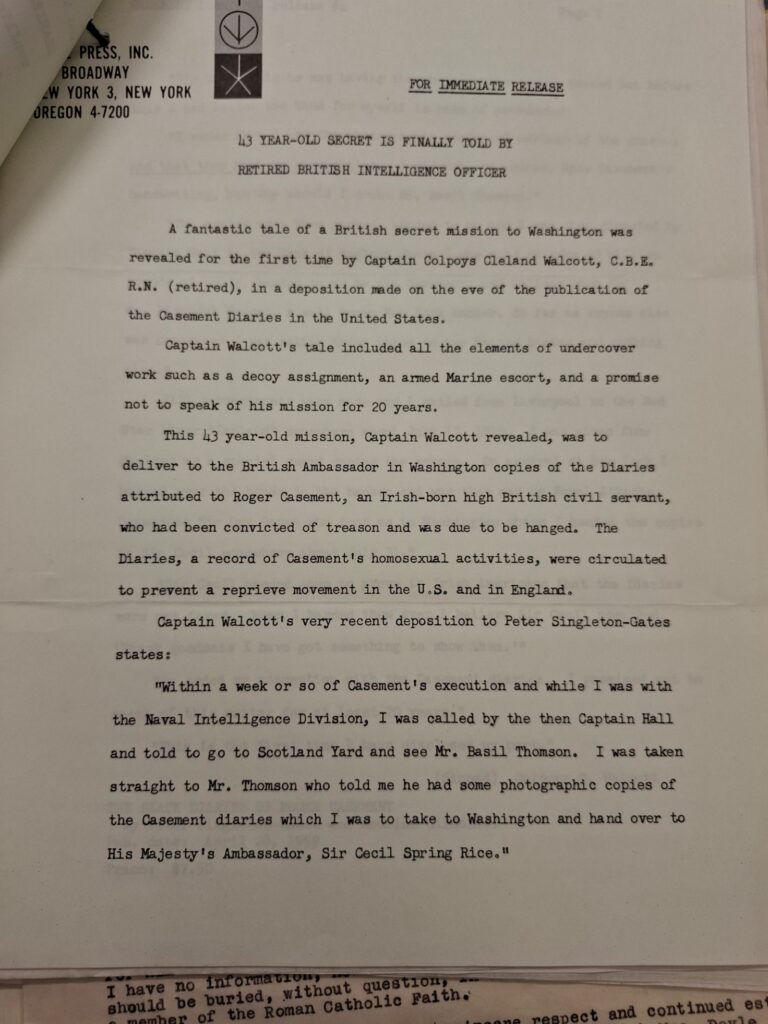 PRESS, INC.
BROADWAY
NEW YORK 3, NEW YORK
OREGON 4-7200
FOR IMMEDIATE RELEASE
43 YEAR-OLD SECRET IS FINALLY TOLD BY
RETIRED BRITISH INTELLIGENCE OFFICER
A fantastic tale of a British secret mission to Washington was
revealed for the first time by Captain Colpoys Cleland Walcott, C.B.E.
R.N. (retired), in a deposition made on the eve of the publication of
the Casement Diaries in the United States.
Captain Walcott's tale included all the elements of undercover
work such as a decoy assignment, an armed Marine escort, and a promise
not to speak of his mission for 20 years.
This 43 year-old mission, Captain Walcott revealed, was to
deliver to the British Ambassador in Washington copies of the Diaries
attributed to Roger Casement, an Irish-born high British civil servant,
who had been convicted of treason and was due to be hanged. The
Diaries, a record of Casement's homosexual activities, were circulated
to prevent a reprieve movement in the U.S. and in England.
Captain Walcott's very recent deposition to Peter Singleton-Gates
states:
"Within a week or so of Casement's execution and while I was with
the Naval Intelligence Division, I was called by the then Captain Hall
and told to go to Scotland Yard and see Mr. Basil Thomson. I was taken
straight to Mr. Thomson who told me he had some photographic copies of
the Casement diaries which I was to take to Washington and hand over to
His Majesty's Ambassador, Sir Cecil Spring Rice."
I have no information,
should be buried, without question,
a member of the Roman Catholic Faith.
respect and continued